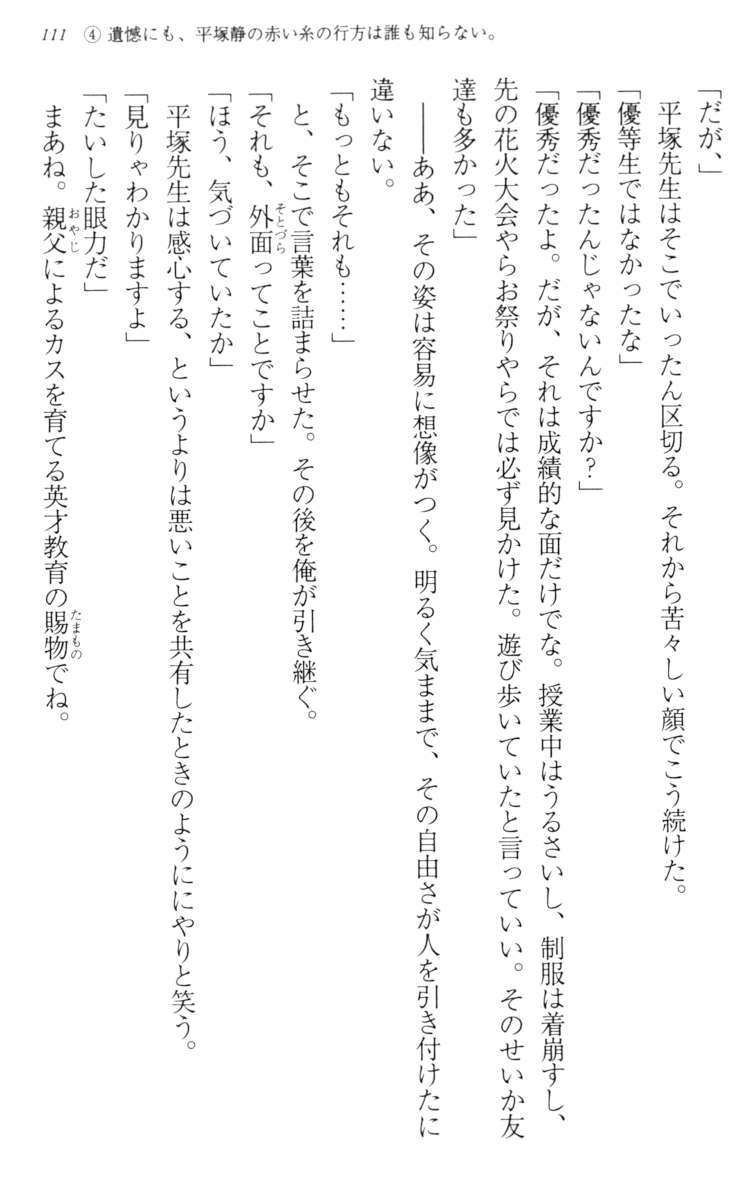 111 ④ 遺憾にも、平塚静の赤い糸の行方は誰も知らない。
「だが、」
　平塚先生はそこでいったん区切る。それから苦々しい顔でこう続けた。
「優等生ではなかったな」
「優秀だったんじゃないんですか？」
「優秀だったよ。だが、それは成績的な面だけでな。授業中はうるさいし、制服は着崩すし、
先の花火大会やらお祭りやらでは必ず見かけた。遊び歩いていたと言っていい。そのせいか友
達も多かった」
　――ああ、その姿は容易に想像がつく。明るく気ままで、その自由さが人を引き付けたに
違いない。
「もっともそれも……」
　と、そこで言葉を詰まらせた。その後を俺が引き継ぐ。
「それも、外面そとづらってことですか」
「ほう、気づいていたか」
　平塚先生は感心する、というよりは悪いことを共有したときのようににやりと笑う。
「見りゃわかりますよ」
「たいした眼力だ」
　まあね。親父おやじによるカスを育てる英才教育の賜物たまものでね。